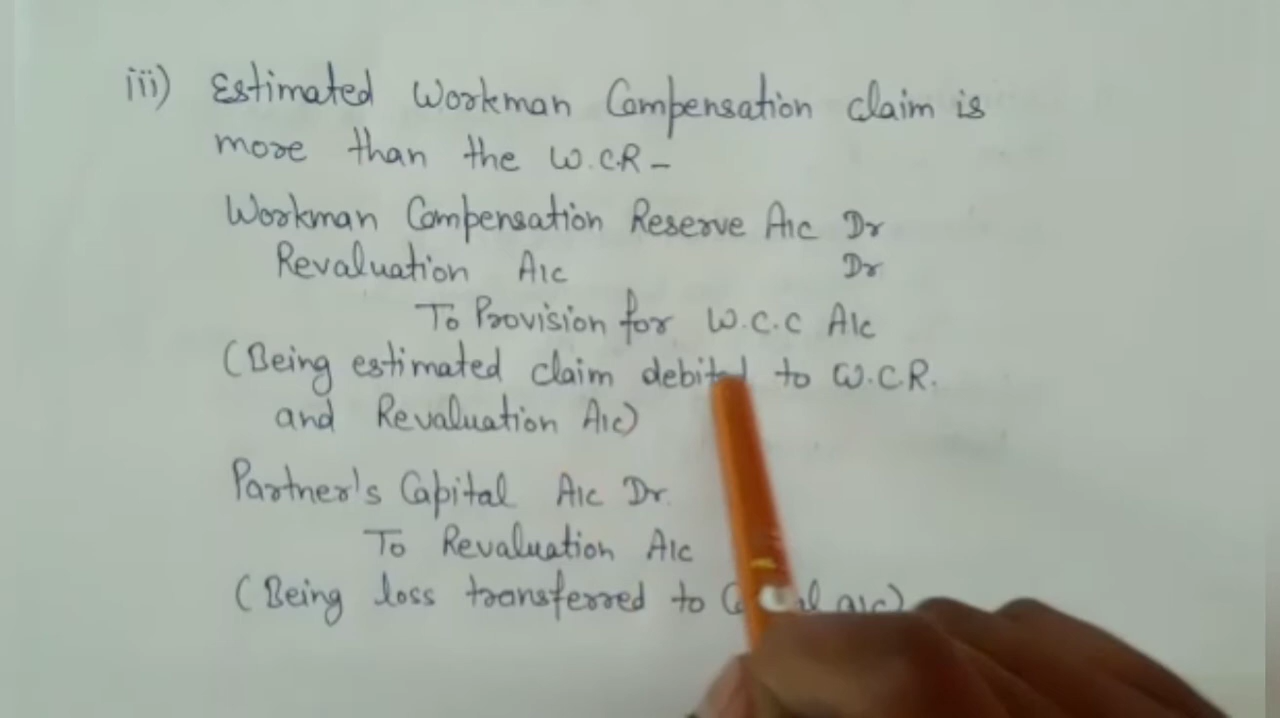 iii) Estimated Workman Compensation claim is
more than the W.C.R -
Workman Compensation Reserve A/c Dr
Revaluation A/c Dr
To Provision for W.C.C A/c
(Being estimated claim debited to W.C.R.
and Revaluation A/c)
Partner's Capital A/c Dr.
To Revaluation A/c
(Being loss transferred to a/c)